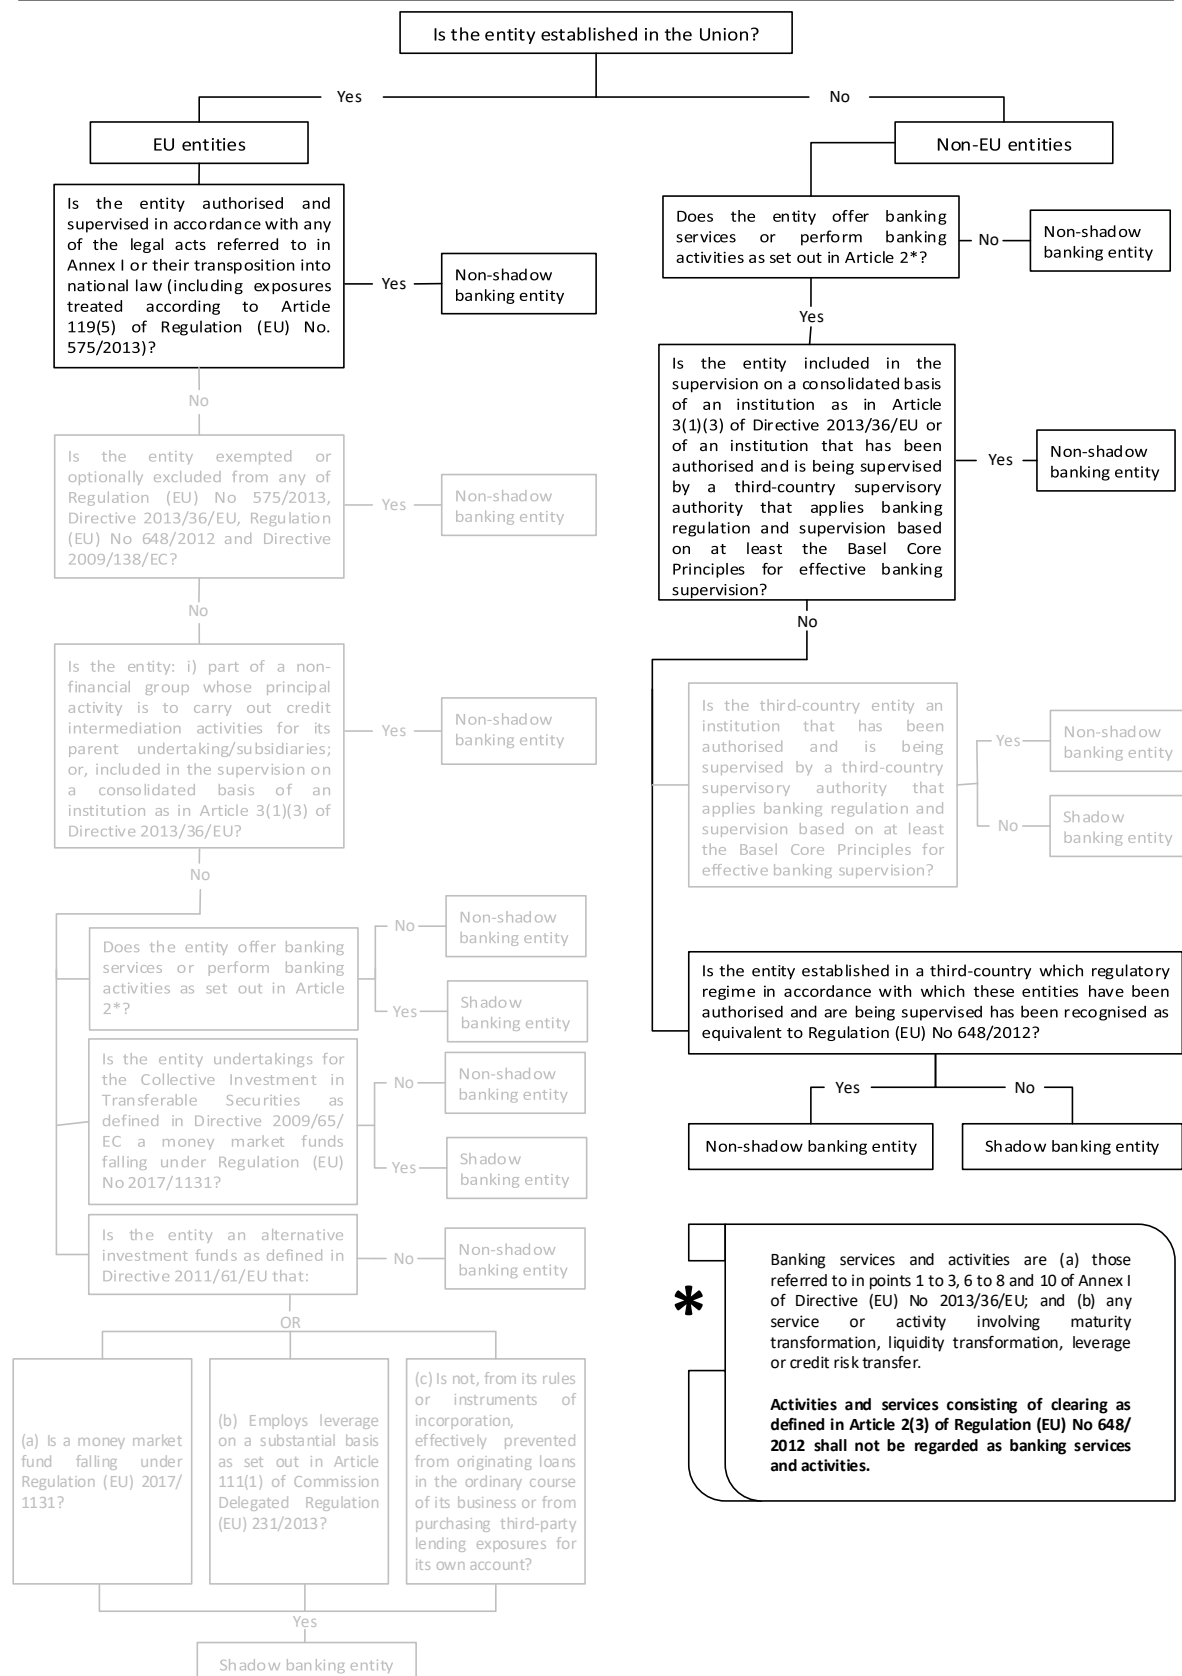 Is the entity established in the Union?
Yes
No
EU entities
Is the entity authorised and
supervised in accordance with any
of the legal acts referred to in
Annex I or their transposition into
national law (including exposures
treated according to Article
119(5) of Regulation (EU) No.
575/2013)?
Yes
Non-shadow
banking entity
No
Is the entity exempted or
optionally excluded from any of
Regulation (EU) No 575/2013,
Directive 2013/36/EU, Regulation
(EU) No 648/2012 and Directive
2009/138/EC?
Yes
Non-shadow
banking entity
No
Is the entity: i) part of a non-
financial group whose principal
activity is to carry out credit
intermediation activities for its
parent undertaking/subsidiaries;
or, included in the supervision on
a consolidated basis of an
institution as in Article 3(1)(3) of
Directive 2013/36/EU?
Yes
Non-shadow
banking entity
No
Does the entity offer banking
services or perform banking
activities as set out in Article
2*?
No
Non-shadow
banking entity
Yes
Shadow
banking entity
Is the entity undertakings for
the Collective Investment in
Transferable Securities as
defined in Directive 2009/65/
EC a money market funds
falling under Regulation (EU)
No 2017/1131?
No
Non-shadow
banking entity
Yes
Shadow
banking entity
Is the entity an alternative
investment funds as defined in
Directive 2011/61/EU that:
No
Non-shadow
banking entity
OR
(a) Is a money market
fund falling under
Regulation (EU) 2017/
1131?
(b) Employs leverage
on a substantial basis
as set out in Article
111(1) of Commission
Delegated Regulation
(EU) 231/2013?
(c) Is not, from its rules
or instruments of
incorporation,
effectively prevented
from originating loans
in the ordinary course
of its business or from
purchasing third-party
lending exposures for
its own account?
Yes
Shadow banking entity
Non-EU entities
Does the entity offer banking
services or perform banking
activities as set out in Article 2*?
No
Non-shadow
banking entity
Yes
Is the entity included in the
supervision on a consolidated basis
of an institution as in Article
3(1)(3) of Directive 2013/36/EU or
of an institution that has been
authorised and is being supervised
by a third-country supervisory
authority that applies banking
regulation and supervision based
on at least the Basel Core
Principles for effective banking
supervision?
Yes
Non-shadow
banking entity
No
Is the third-country entity an
institution that has been
authorised and is being
supervised by a third-country
supervisory authority that
applies banking regulation and
supervision based on at least
the Basel Core Principles for
effective banking supervision?
Yes
Non-shadow
banking entity
No
Shadow
banking entity
Is the entity established in a third-country which regulatory
regime in accordance with which these entities have been
authorised and are being supervised has been recognised as
equivalent to Regulation (EU) No 648/2012?
Yes
No
Non-shadow banking entity
Shadow banking entity
*
Banking services and activities are (a) those
referred to in points 1 to 3, 6 to 8 and 10 of Annex I
of Directive (EU) No 2013/36/EU; and (b) any
service or activity involving maturity
transformation, liquidity transformation, leverage
or credit risk transfer.
Activities and services consisting of clearing as
defined in Article 2(3) of Regulation (EU) No 648/
2012 shall not be regarded as banking services
and activities.